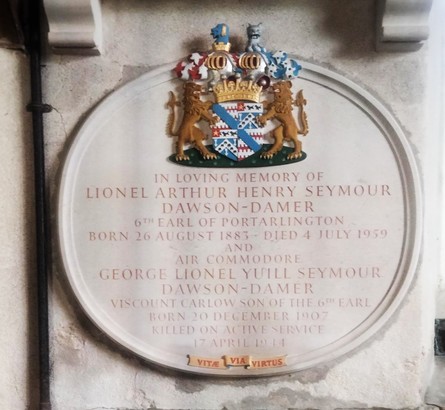 IN LOVING MEMORY OF
LIONEL ARTHUR HENRY SEYMOUR
DAWSON-DAMER
6TH EARL OF PORTARLINGTON
BORN 26 AUGUST 1883 - DIED 4 JULY 1959
AND
AIR COMMODORE
GEORGE LIONEL YUILL SEYMOUR
DAWSON-DAMER
VISCOUNT CARLOW SON OF THE 6TH EARL
BORN 20 DECEMBER 1907
KILLED ON ACTIVE SERVICE
17 APRIL 1944
VITÆ VIA VIRTUS